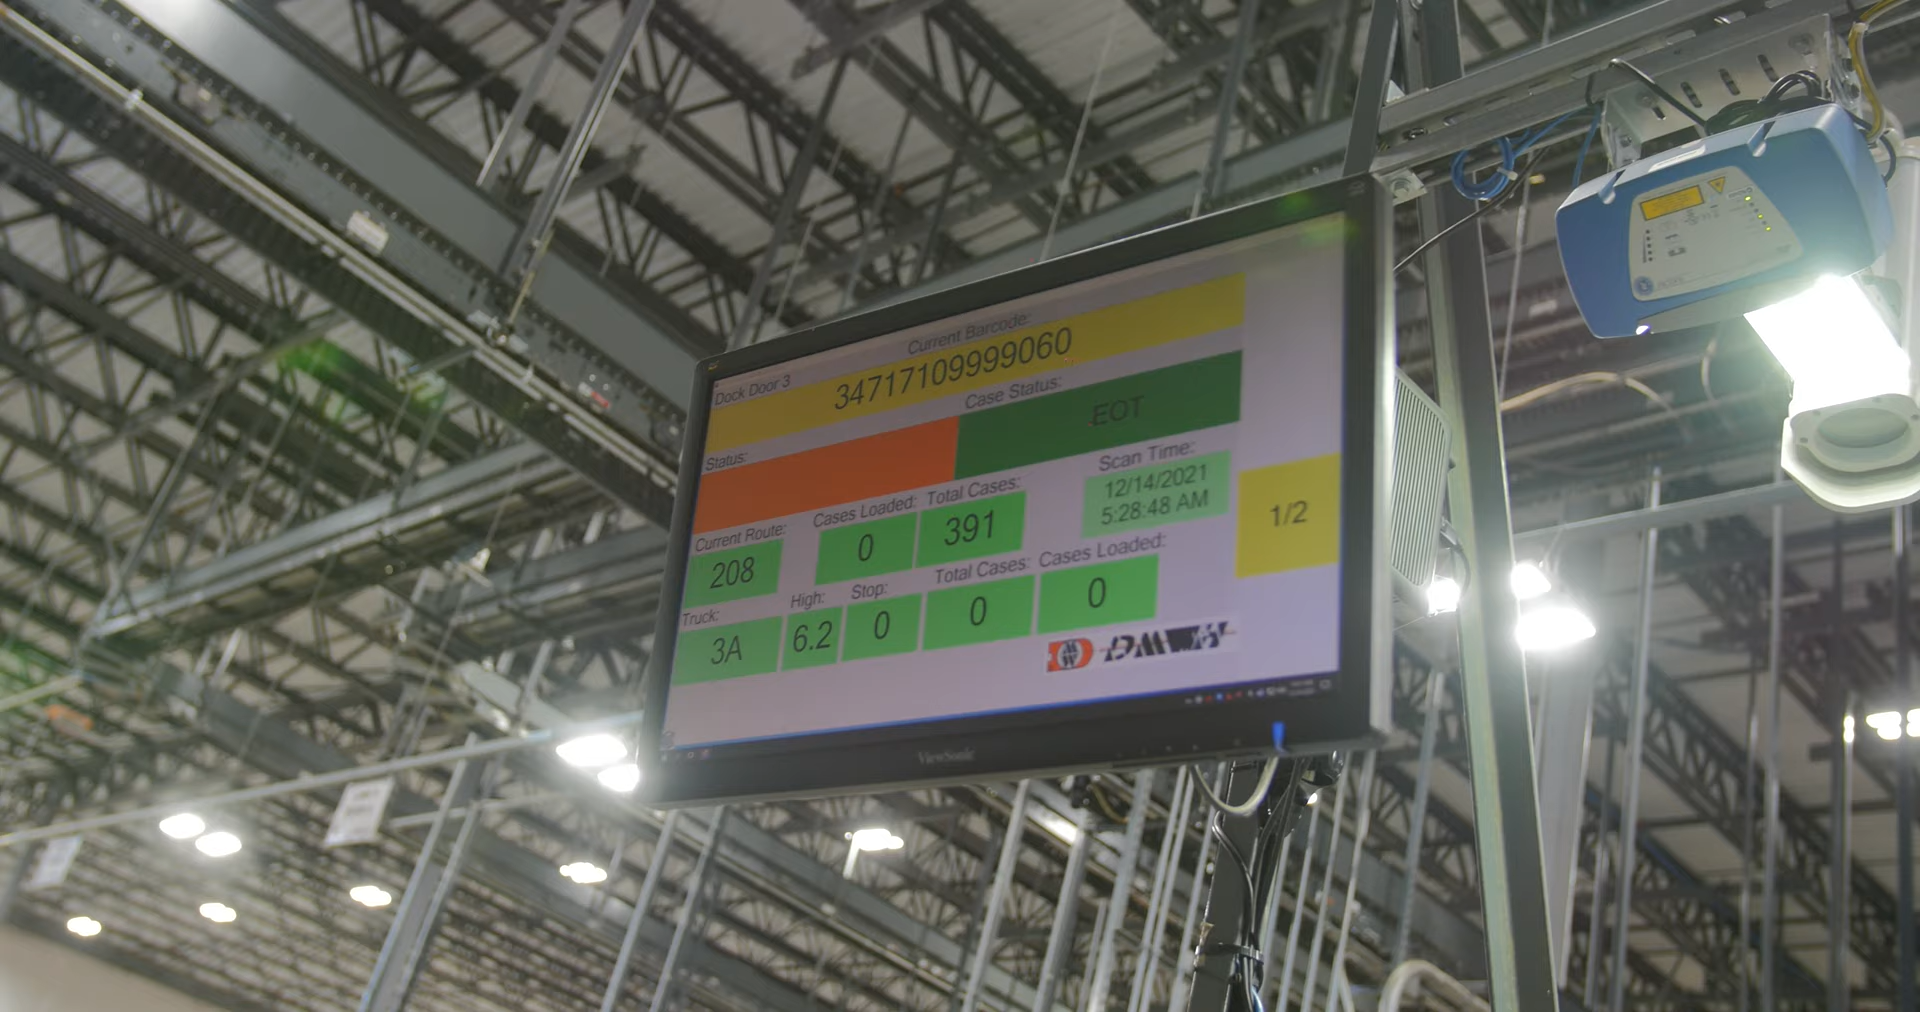 Dock Door 3
Current Barcode:
34717109999060
Status:
Case Status:
EOT
Current Route:
208
Cases Loaded:
0
Total Cases:
391
Scan Time:
12/14/2021
5:28:48 AM
1/2
Truck:
3A
High:
6.2
Stop:
0
Total Cases:
0
Cases Loaded:
0
DMW
ViewSonic